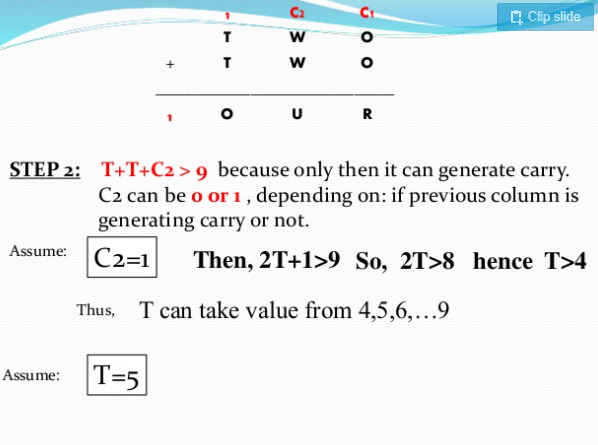 Clip slide
1 C2 C1
T W O
+ T W O
1 O U R
STEP 2: T+T+C2 > 9 because only then it can generate carry.
C2 can be 0 or 1 , depending on: if previous column is
generating carry or not.
Assume: C2=1 Then, 2T+1>9 So, 2T>8 hence T>4
Thus, T can take value from 4,5,6,…9
Assume: T=5